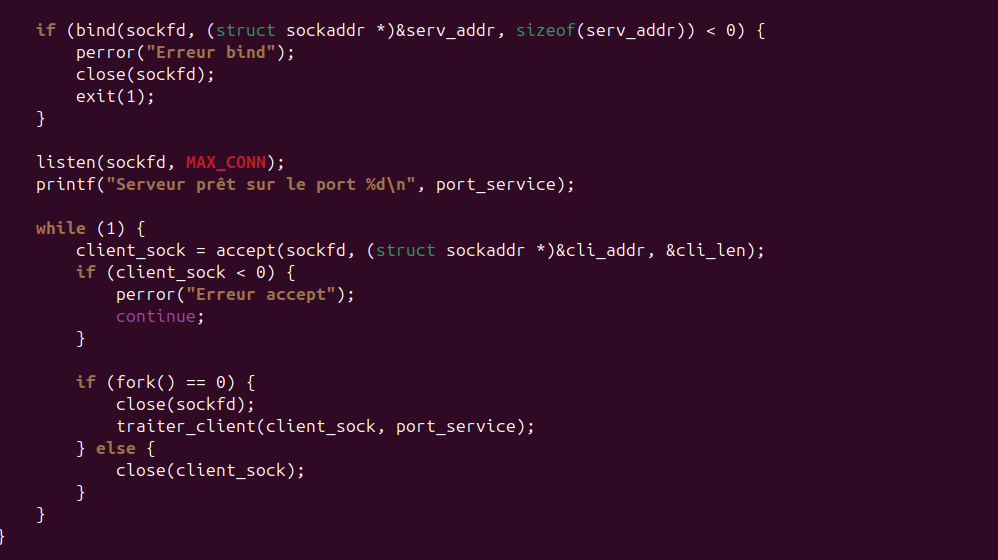 if (bind(sockfd, (struct sockaddr *)&serv_addr, sizeof(serv_addr)) < 0) {
perror("Erreur bind");
close(sockfd);
exit(1);
}
listen(sockfd, MAX_CONN);
printf("Serveur prêt sur le port %d\n", port_service);
while (1) {
client_sock = accept(sockfd, (struct sockaddr *)&cli_addr, &cli_len);
if (client_sock < 0) {
perror("Erreur accept");
continue;
}
if (fork() == 0) {
close(sockfd);
traiter_client(client_sock, port_service);
} else {
close(client_sock);
}
}
}